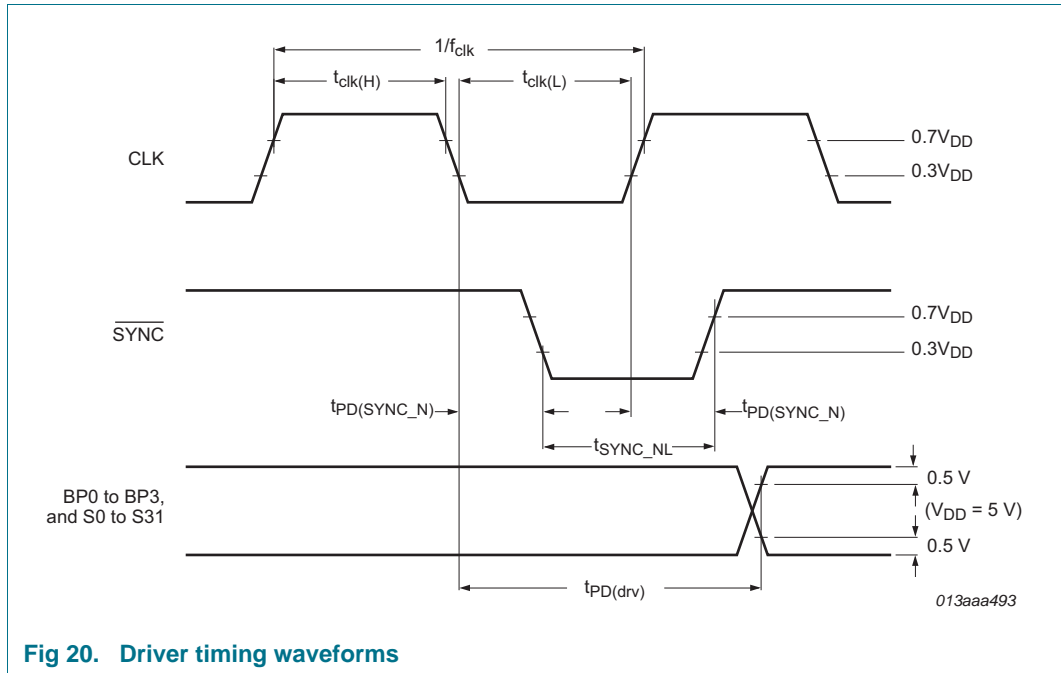 1/fclk
tclk(H)
tclk(L)
CLK
0.7VDD
0.3VDD
SYNC
0.7VDD
0.3VDD
tPD(SYNC_N)
tPD(SYNC_N)
tSYNC_NL
BP0 to BP3,
and S0 to S31
0.5 V
(VDD = 5 V)
0.5 V
tPD(drv)
013aaa493
Fig 20. Driver timing waveforms